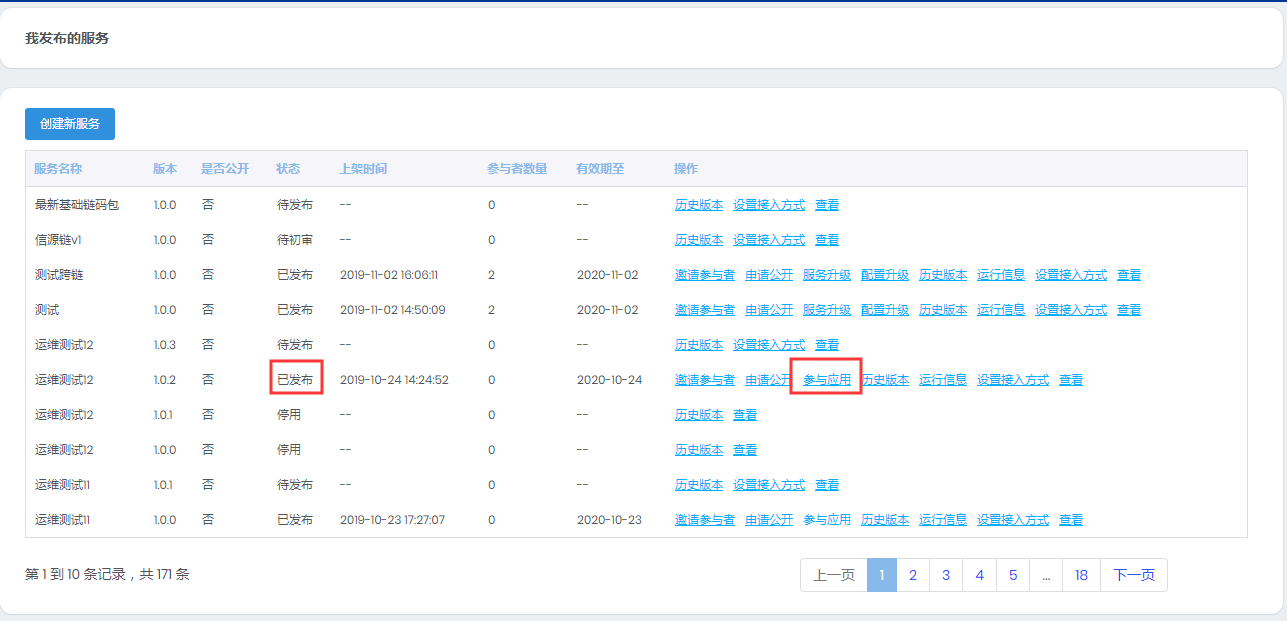 我发布的服务
创建新服务
服务名称 版本 是否公开 状态 上架时间 参与者数量 有效期至 操作
最新基础链码包 1.0.0 否 待发布 -- 0 -- 历史版本 设置接入方式 查看
信源链v1 1.0.0 否 待初审 -- 0 -- 历史版本 设置接入方式 查看
测试跨链 1.0.0 否 已发布 2019-11-02 16:06:11 2 2020-11-02 邀请参与者 申请公开 服务升级 配置升级 历史版本 运行信息 设置接入方式 查看
测试 1.0.0 否 已发布 2019-11-02 14:50:09 2 2020-11-02 邀请参与者 申请公开 服务升级 配置升级 历史版本 运行信息 设置接入方式 查看
运维测试12 1.0.3 否 待发布 -- 0 -- 历史版本 设置接入方式 查看
运维测试12 1.0.2 否 已发布 2019-10-24 14:24:52 0 2020-10-24 邀请参与者 申请公开 参与应用 历史版本 运行信息 设置接入方式 查看
运维测试12 1.0.1 否 停用 -- 0 -- 历史版本 查看
运维测试12 1.0.0 否 停用 -- 0 -- 历史版本 查看
运维测试11 1.0.1 否 待发布 -- 0 -- 历史版本 设置接入方式 查看
运维测试11 1.0.0 否 已发布 2019-10-23 17:27:07 0 2020-10-23 邀请参与者 申请公开 参与应用 历史版本 运行信息 设置接入方式 查看
第 1 到 10 条记录，共 171 条 上一页 1 2 3 4 5 ... 18 下一页